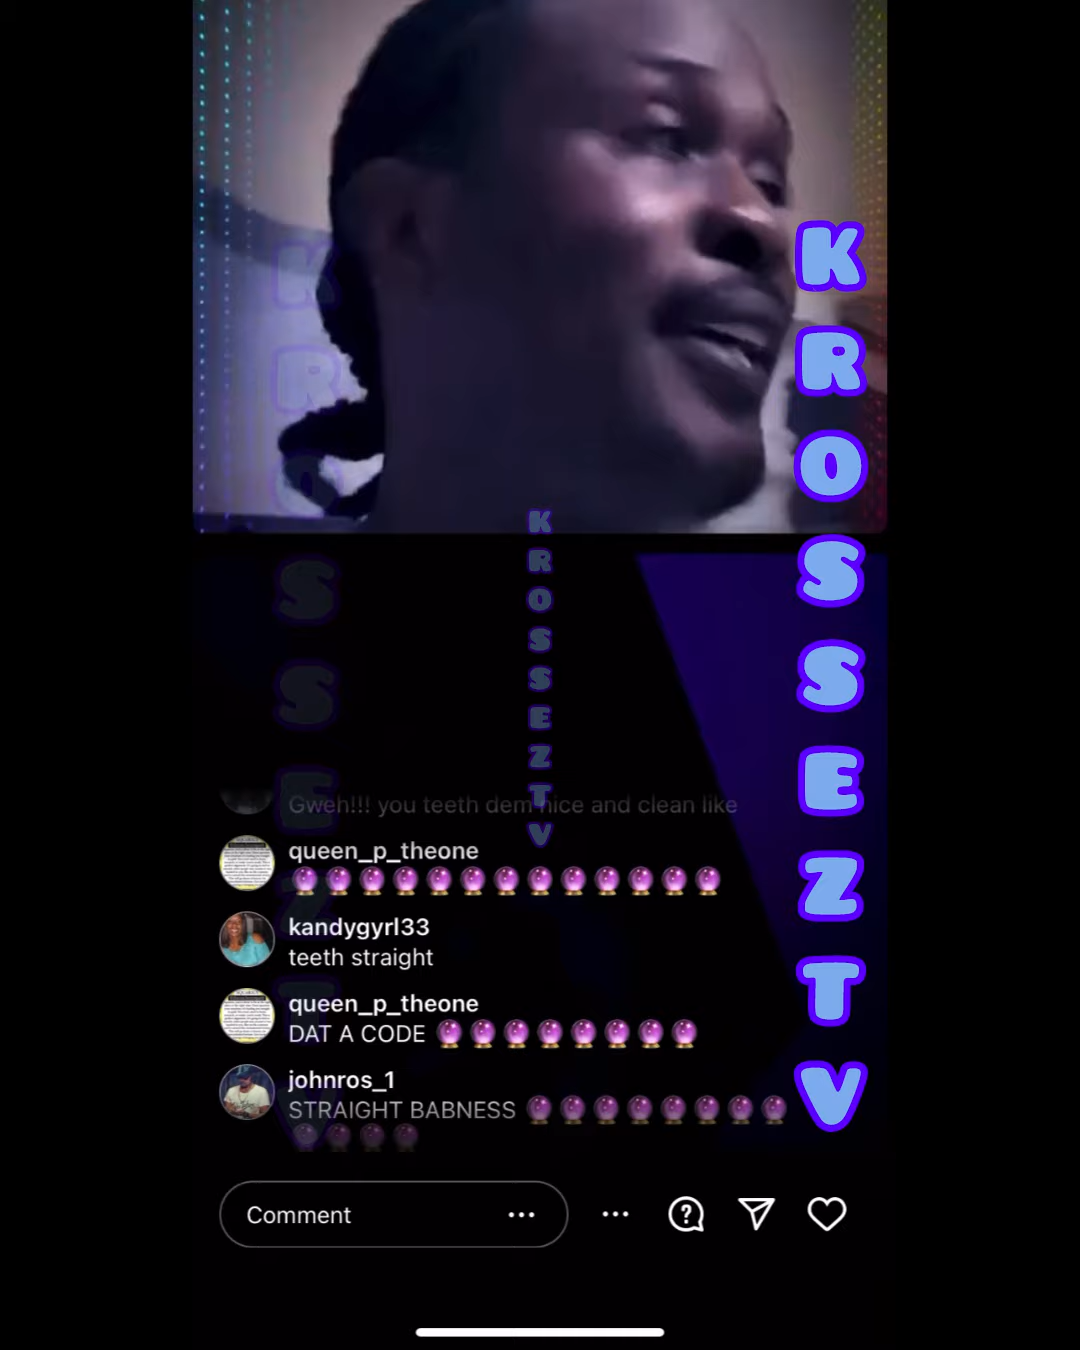 KROSSEZTV
KROSSEZTV
KROSSEZTV
Gweh!!! you teeth dem nice and clean like
queen_p_theone
🔮🔮🔮🔮🔮🔮🔮🔮🔮🔮🔮🔮🔮
kandygyrl33
teeth straight
queen_p_theone
DAT A CODE 🔮🔮🔮🔮🔮🔮🔮🔮
johnros_1
STRAIGHT BABNESS 🔮🔮🔮🔮🔮🔮🔮🔮
🔮🔮🔮🔮
Comment